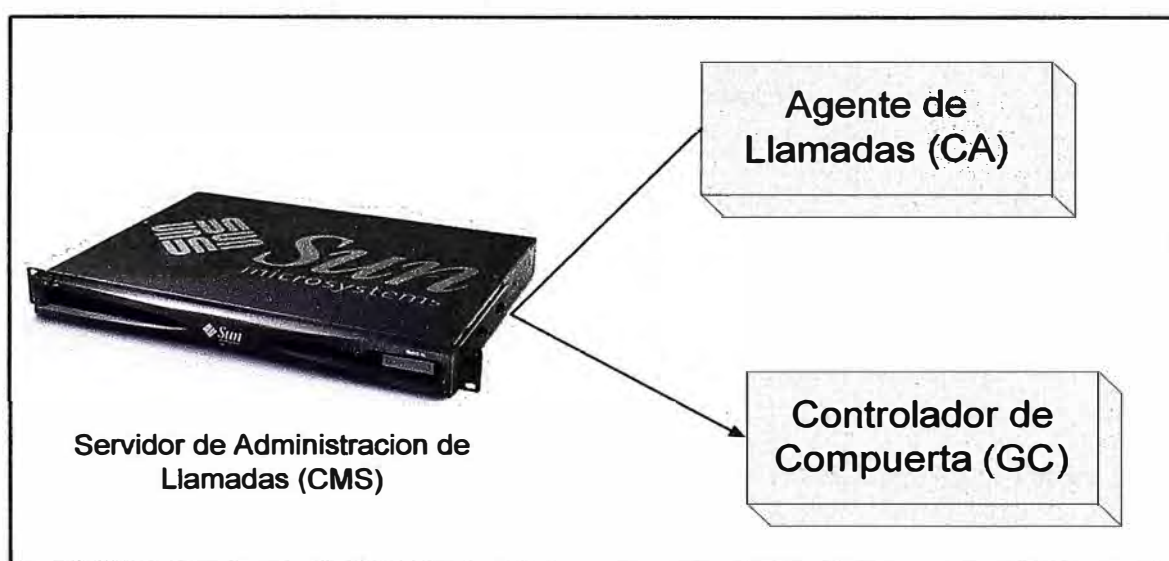 Agente de
Llamadas (CA)
Sun
microsystems
Sun
Servidor de Administracion de
Llamadas (CMS)
Controlador de
Compuerta (GC)